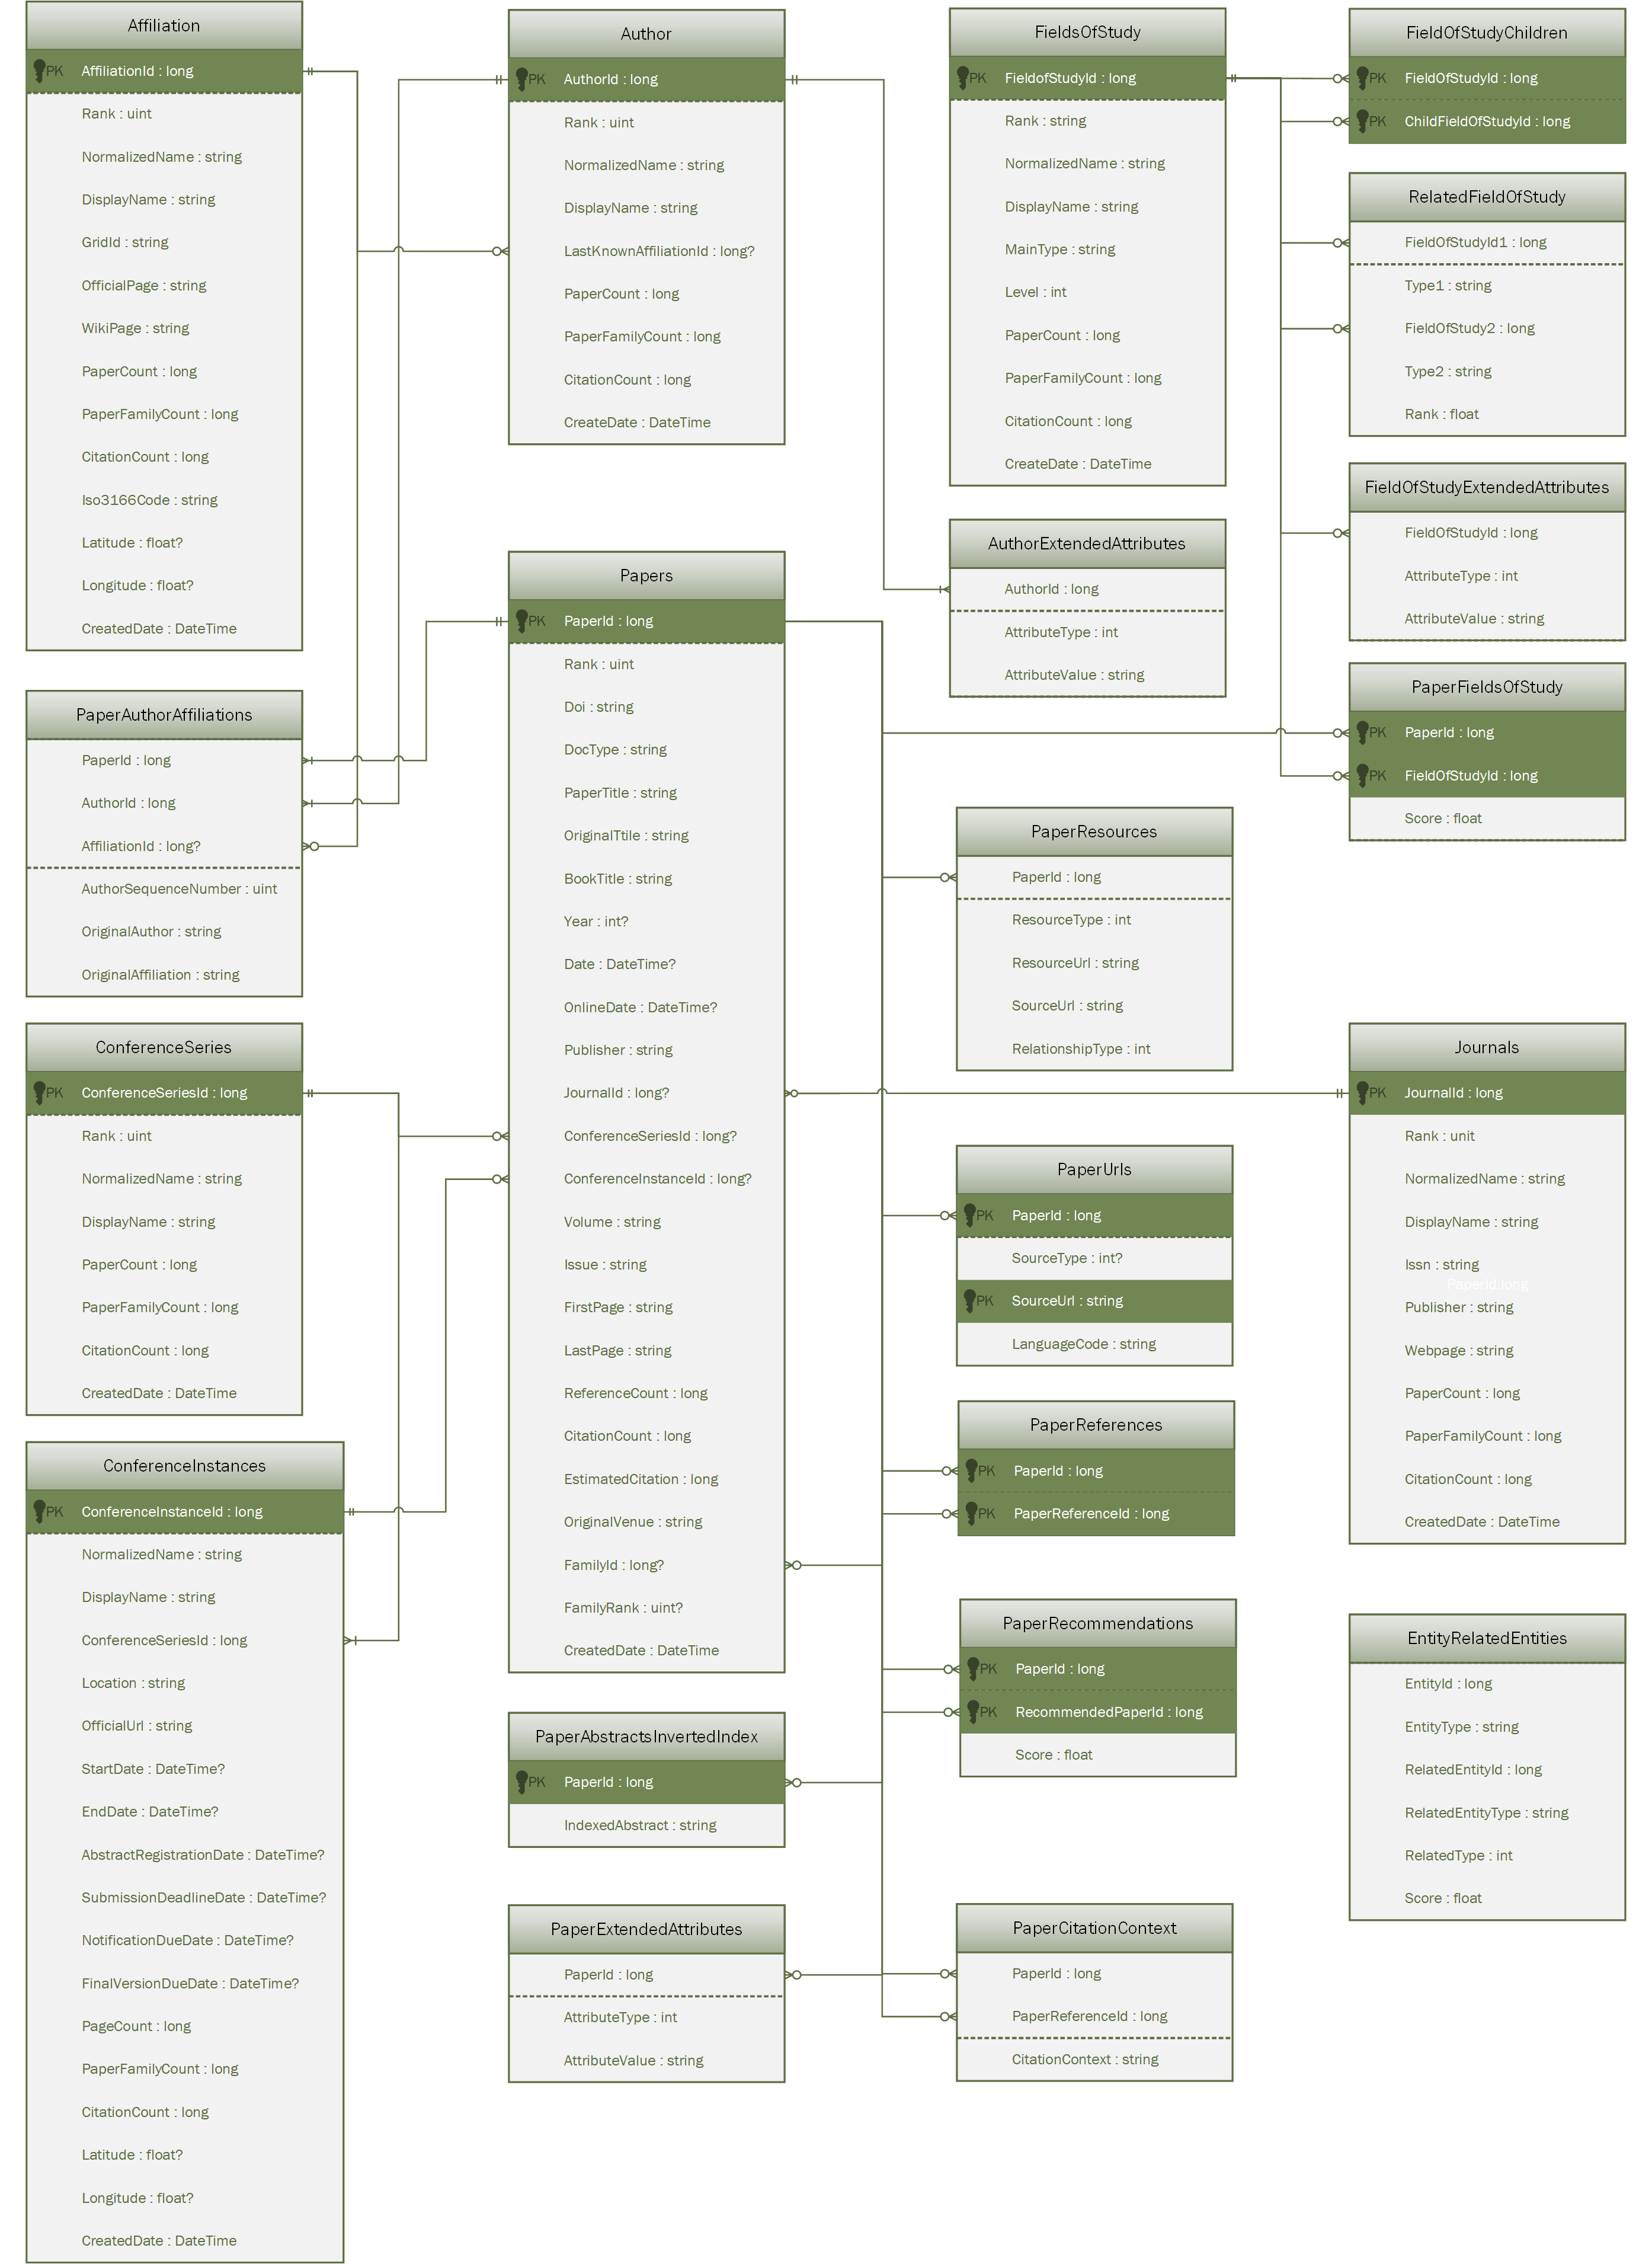 Affiliation
PK AffiliationId : long
Rank : uint
NormalizedName : string
DisplayName : string
GridId : string
OfficialPage : string
WikiPage : string
PaperCount : long
PaperFamilyCount : long
CitationCount : long
Iso3166Code : string
Latitude : float?
Longitude : float?
CreatedDate : DateTime
Author
PK AuthorId : long
Rank : uint
NormalizedName : string
DisplayName : string
LastKnownAffiliationId : long?
PaperCount : long
PaperFamilyCount : long
CitationCount : long
CreateDate : DateTime
FieldsOfStudy
PK FieldofStudyId : long
Rank : string
NormalizedName : string
DisplayName : string
MainType : string
Level : int
PaperCount : long
PaperFamilyCount : long
CitationCount : long
CreateDate : DateTime
FieldOfStudyChildren
PK FieldOfStudyId : long
PK ChildFieldOfStudyId : long
RelatedFieldOfStudy
FieldOfStudyId1 : long
Type1 : string
FieldOfStudy2 : long
Type2 : string
Rank : float
FieldOfStudyExtendedAttributes
FieldOfStudyId : long
AttributeType : int
AttributeValue : string
AuthorExtendedAttributes
AuthorId : long
AttributeType : int
AttributeValue : string
PaperFieldsOfStudy
PK PaperId : long
PK FieldOfStudyId : long
Score : float
Papers
PK PaperId : long
Rank : uint
Doi : string
DocType : string
PaperTitle : string
OriginalTtile : string
BookTitle : string
Year : int?
Date : DateTime?
OnlineDate : DateTime?
Publisher : string
JournalId : long?
ConferenceSeriesId : long?
ConferenceInstanceId : long?
Volume : string
Issue : string
FirstPage : string
LastPage : string
ReferenceCount : long
CitationCount : long
EstimatedCitation : long
OriginalVenue : string
FamilyId : long?
FamilyRank : uint?
CreatedDate : DateTime
PaperAuthorAffiliations
PaperId : long
AuthorId : long
AffiliationId : long?
AuthorSequenceNumber : uint
OriginalAuthor : string
OriginalAffiliation : string
PaperResources
PaperId : long
ResourceType : int
ResourceUrl : string
SourceUrl : string
RelationshipType : int
ConferenceSeries
PK ConferenceSeriesId : long
Rank : uint
NormalizedName : string
DisplayName : string
PaperCount : long
PaperFamilyCount : long
CitationCount : long
CreatedDate : DateTime
Journals
PK JournalId : long
Rank : unit
NormalizedName : string
DisplayName : string
Issn : string
PaperId:long
Publisher : string
Webpage : string
PaperCount : long
PaperFamilyCount : long
CitationCount : long
CreatedDate : DateTime
PaperUrls
PK PaperId : long
SourceType : int?
PK SourceUrl : string
LanguageCode : string
PaperReferences
PK PaperId : long
PK PaperReferenceId : long
ConferenceInstances
PK ConferenceInstanceId : long
NormalizedName : string
DisplayName : string
ConferenceSeriesId : long
Location : string
OfficialUrl : string
StartDate : DateTime?
EndDate : DateTime?
AbstractRegistrationDate : DateTime?
SubmissionDeadlineDate : DateTime?
NotificationDueDate : DateTime?
FinalVersionDueDate : DateTime?
PageCount : long
PaperFamilyCount : long
CitationCount : long
Latitude : float?
Longitude : float?
CreatedDate : DateTime
PaperRecommendations
PK PaperId : long
PK RecommendedPaperId : long
Score : float
EntityRelatedEntities
EntityId : long
EntityType : string
RelatedEntityId : long
RelatedEntityType : string
RelatedType : int
Score : float
PaperAbstractsInvertedIndex
PK PaperId : long
IndexedAbstract : string
PaperExtendedAttributes
PaperId : long
AttributeType : int
AttributeValue : string
PaperCitationContext
PaperId : long
PaperReferenceId : long
CitationContext : string